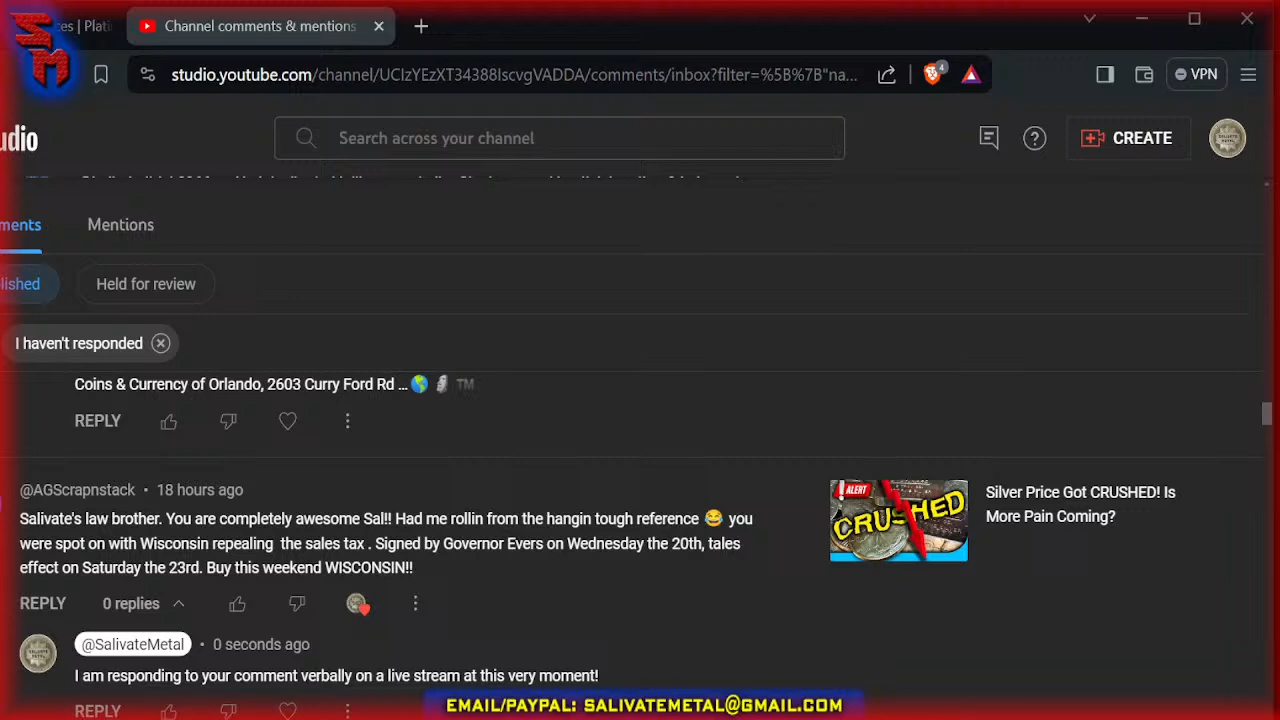 SM
ces | Plati
Channel comments & mentions
studio.youtube.com/channel/UCIzYEzXT34388IscvgVADDA/comments/inbox?filter=%5B%7B"na...
4
VPN
udio
Search across your channel
CREATE
ments
Mentions
lished
Held for review
I haven't responded
Coins & Currency of Orlando, 2603 Curry Ford Rd ...🌎 🗿 ™
REPLY
@AGScrapnstack • 18 hours ago
Salivate's law brother. You are completely awesome Sal!! Had me rollin from the hangin tough reference 😂 you
were spot on with Wisconsin repealing the sales tax . Signed by Governor Evers on Wednesday the 20th, tales
effect on Saturday the 23rd. Buy this weekend WISCONSIN!!
ALERT
CRUSHED
Silver Price Got CRUSHED! Is
More Pain Coming?
REPLY
0 replies
@SalivateMetal • 0 seconds ago
I am responding to your comment verbally on a live stream at this very moment!
REPLY
EMAIL/PAYPAL: SALIVATEMETAL@GMAIL.COM